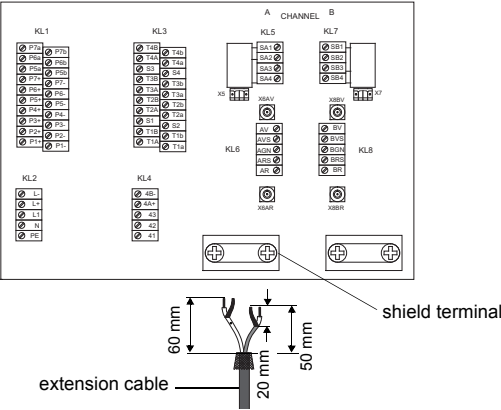 A CHANNEL B
KL1 KL3 KL5 KL7
P7a
P6a
P5a
P7+
P6+
P5+
P4+
P3+
P2+
P1+
P7b
P6b
P5b
P7-
P6-
P5-
P4-
P3-
P2-
P1-
T4B
T4A
S3
T3B
T3A
T2B
T2A
S1
T1B
T1A
T4b
T4a
S4
T3b
T3a
T2b
T2a
S2
T1b
T1a
SA1
SA2
SA3
SA4
SB1
SB2
SB3
SB4
X5 X7
X6AV X8BV
KL6
AV
AVS
AGN
ARS
AR
BV
BVS
BGN
BRS
BR
KL8
X6AR X8BR
KL2
L-
L+
L1
N
PE
KL4
4B-
4A+
43
42
41
shield terminal
60 mm
20 mm
50 mm
extension cable